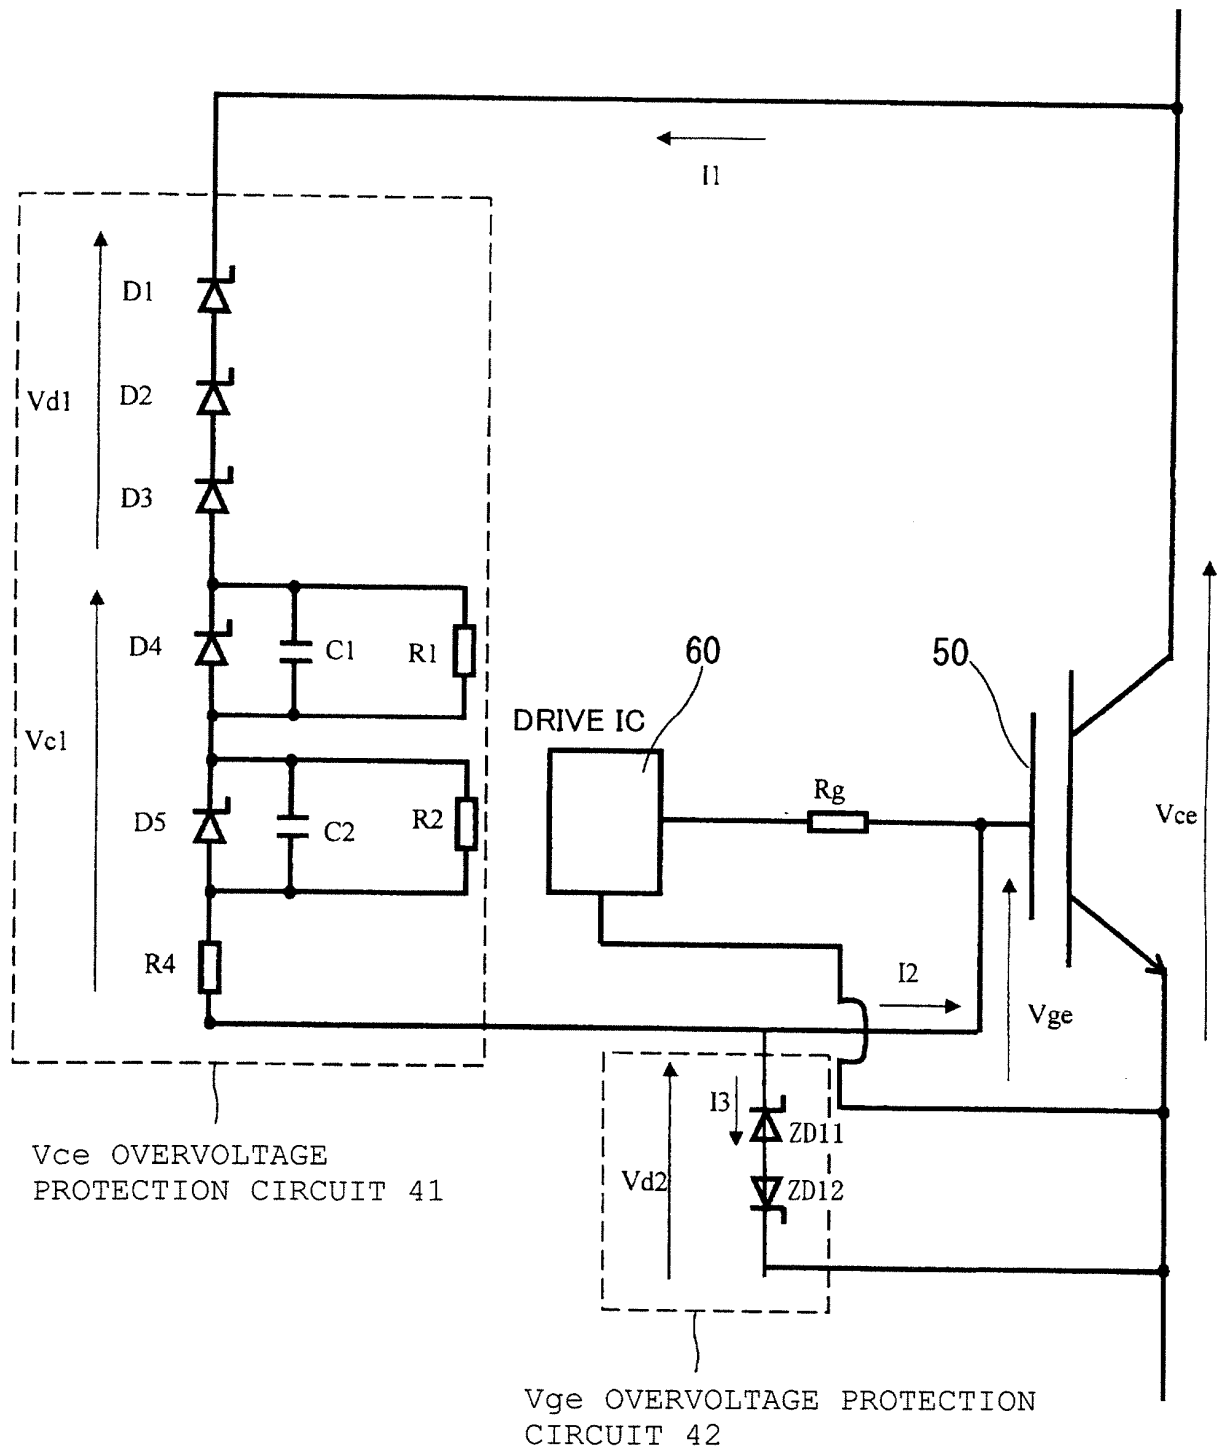 I1
D1
D2
Vd1
D3
D4
C1
R1
60
50
DRIVE IC
Vc1
Rg
D5
C2
R2
Vce
R4
I2
Vge
I3
ZD11
Vd2
ZD12
Vce OVERVOLTAGE
PROTECTION CIRCUIT 41
Vge OVERVOLTAGE PROTECTION
CIRCUIT 42